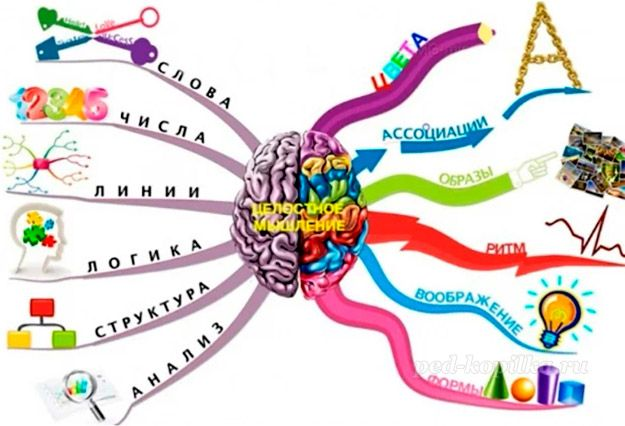 СЛОВА
ЧИСЛА
ЛИНИИ
ЛОГИКА
СТРУКТУРА
АНАЛИЗ
ЦЕЛОСТНОЕ
МЫШЛЕНИЕ
ЦВЕТА
АССОЦИАЦИИ
ОБРАЗЫ
РИТМ
ВООБРАЖЕНИЕ
ФОРМЫ
12345
A
ped-kopilka.ru